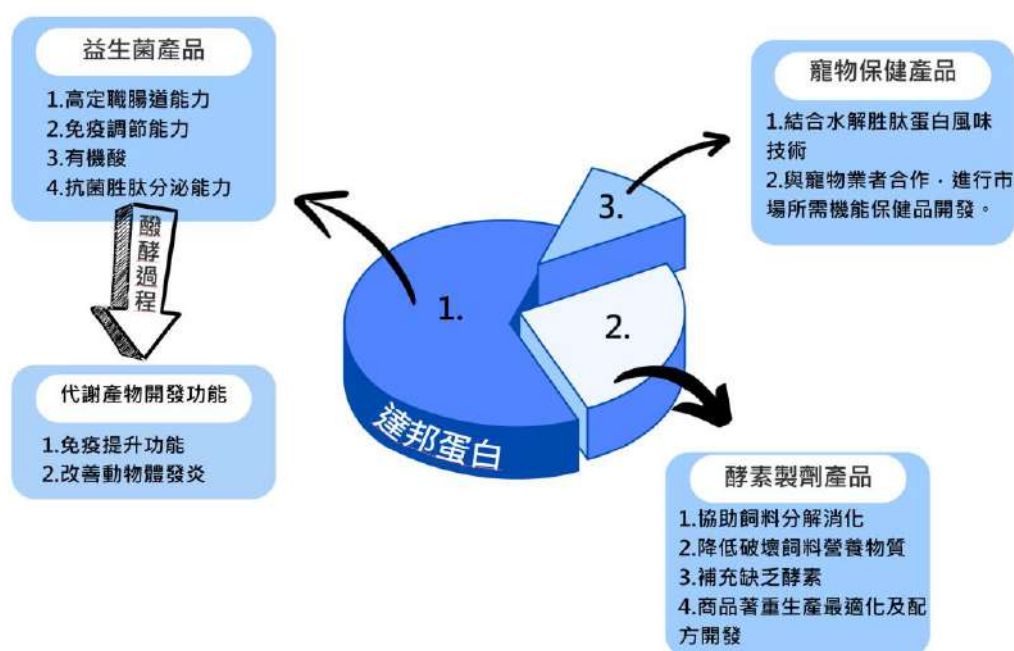 益生菌產品
1.高定職腸道能力
2.免疫調節能力
3.有機酸
4.抗菌胜肽分泌能力
醱酵過程
代謝產物開發功能
1.免疫提升功能
2.改善動物體發炎
1.
2.
3.
達邦蛋白
寵物保健產品
1.結合水解胜肽蛋白風味
技術
2.與寵物業者合作，進行市
場所需機能保健品開發。
酵素製劑產品
1.協助飼料分解消化
2.降低破壞飼料營養物質
3.補充缺乏酵素
4.商品著重生產最適化及配
方開發